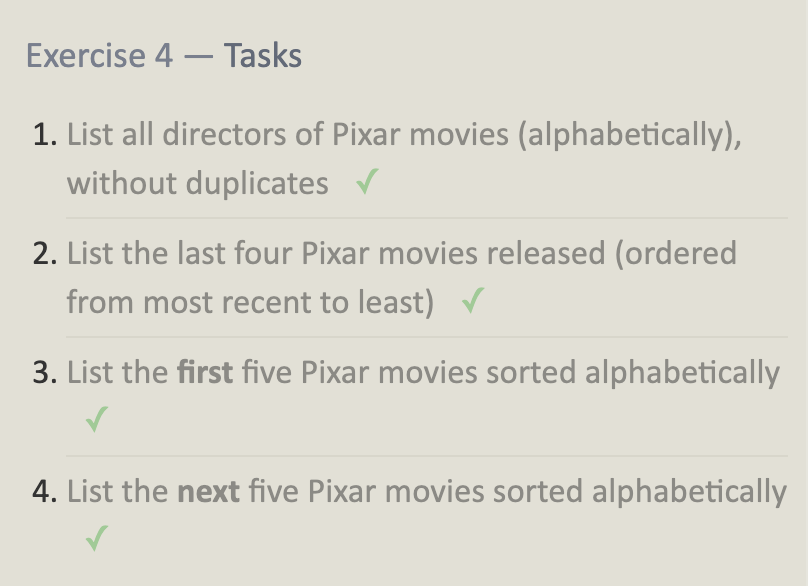 Exercise 4 — Tasks
1. List all directors of Pixar movies (alphabetically),
without duplicates ✓
2. List the last four Pixar movies released (ordered
from most recent to least) ✓
3. List the first five Pixar movies sorted alphabetically
✓
4. List the next five Pixar movies sorted alphabetically
✓